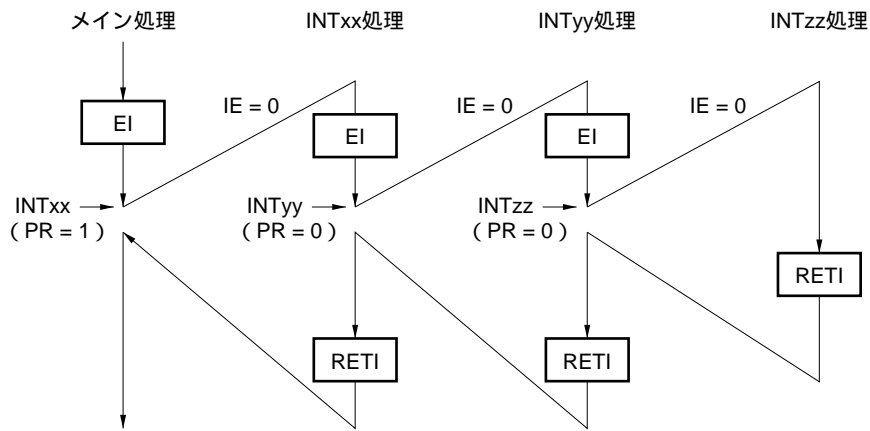 メイン処理 INTxx処理 INTyy処理 INTzz処理
IE = 0 IE = 0 IE = 0
EI EI EI
INTxx INTyy INTzz
( PR = 1 ) ( PR = 0 ) ( PR = 0 )
RETI
RETI RETI